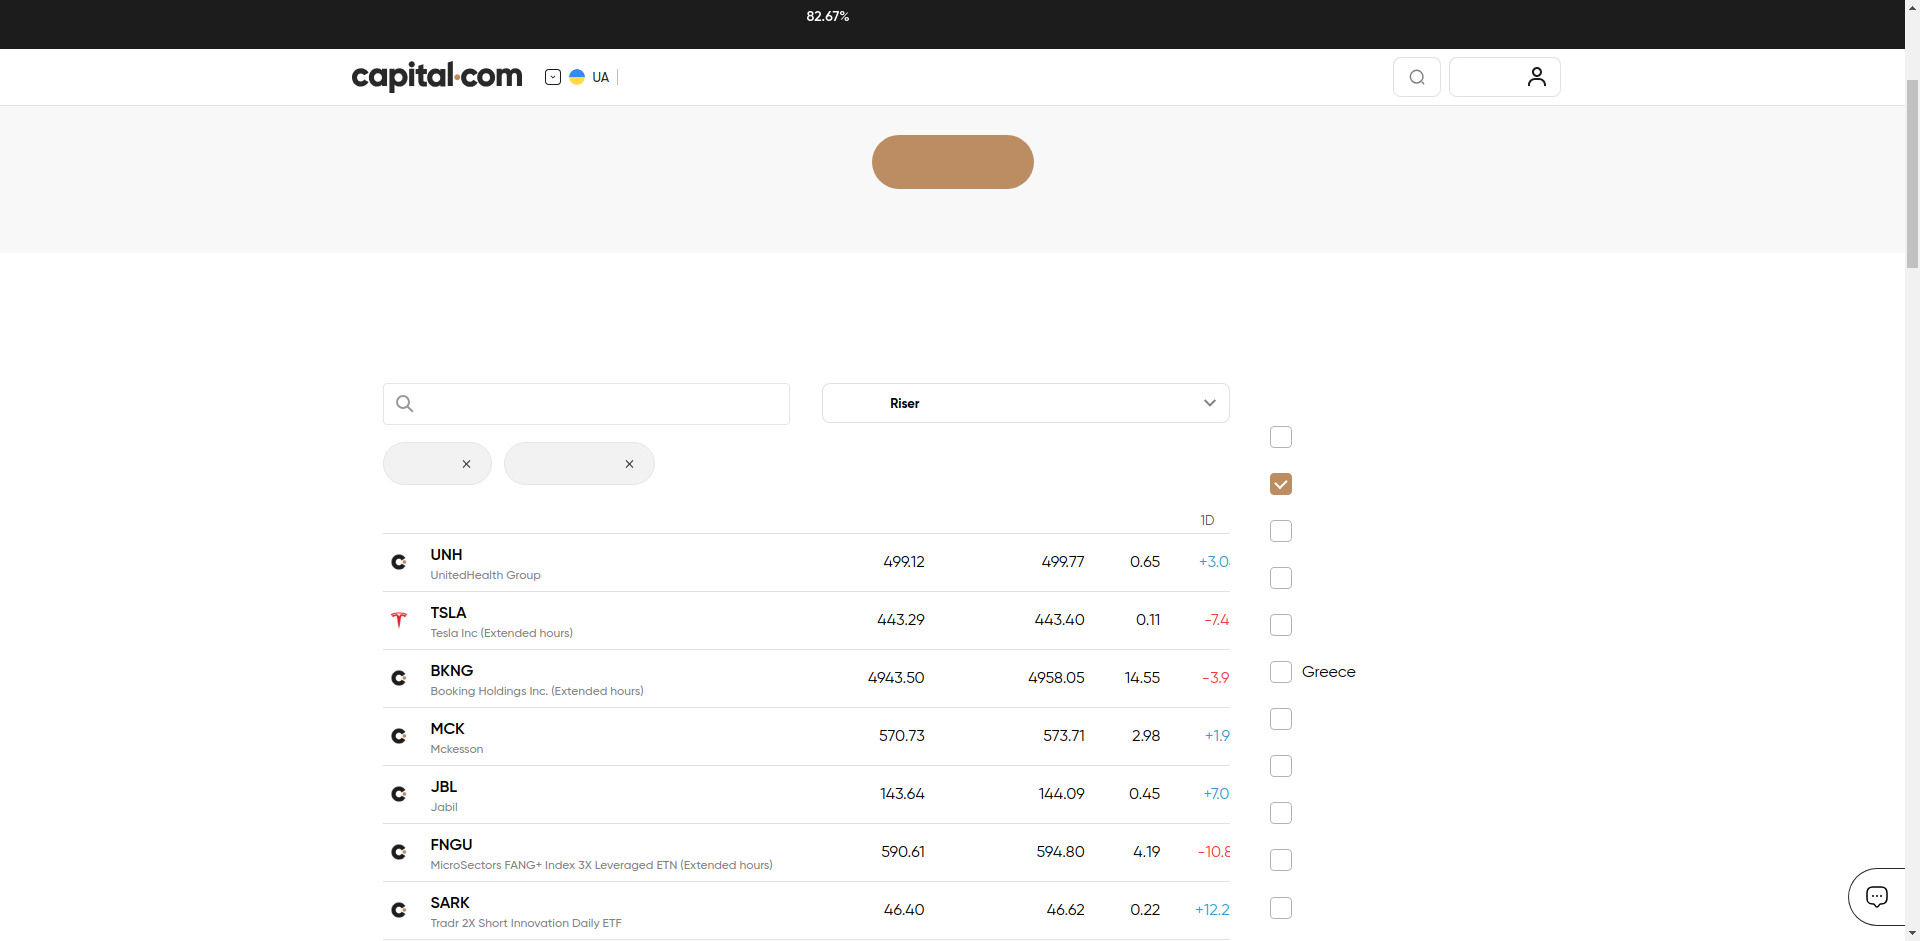 82.67%
capital.com
UA
Riser
1D
UNH 499.12 499.77 0.65 +3.0
UnitedHealth Group
TSLA 443.29 443.40 0.11 -7.4
Tesla Inc (Extended hours)
BKNG 4943.50 4958.05 14.55 -3.9
Booking Holdings Inc. (Extended hours)
Greece
MCK 570.73 573.71 2.98 +1.9
Mckesson
JBL 143.64 144.09 0.45 +7.0
Jabil
FNGU 590.61 594.80 4.19 -10.8
MicroSectors FANG+ Index 3X Leveraged ETN (Extended hours)
SARK 46.40 46.62 0.22 +12.2
Tradr 2X Short Innovation Daily ETF